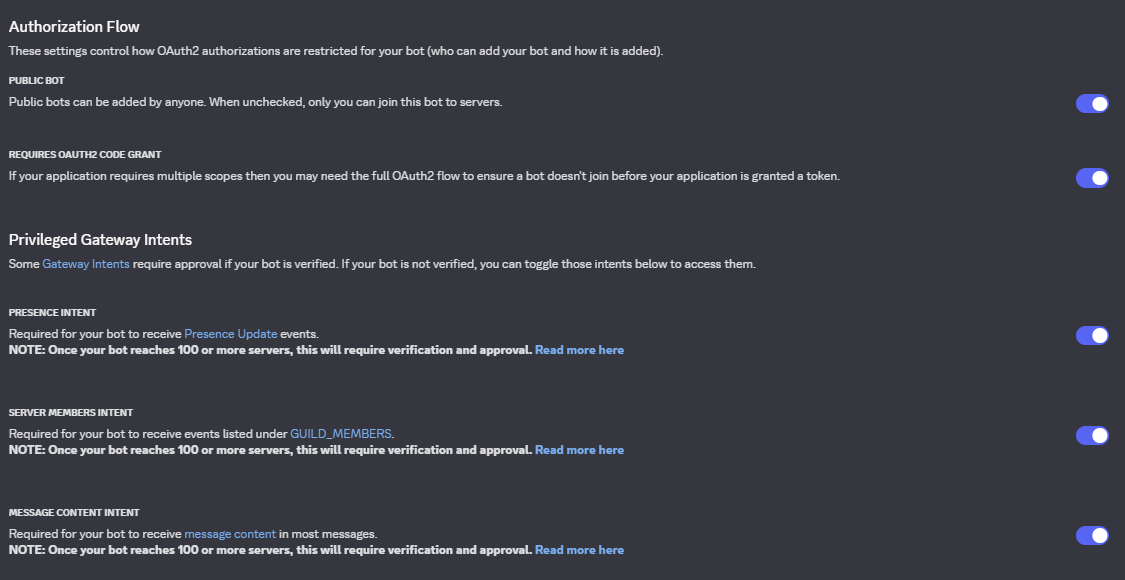 Authorization Flow
These settings control how OAuth2 authorizations are restricted for your bot (who can add your bot and how it is added).
PUBLIC BOT
Public bots can be added by anyone. When unchecked, only you can join this bot to servers.
REQUIRES OAUTH2 CODE GRANT
If your application requires multiple scopes then you may need the full OAuth2 flow to ensure a bot doesn't join before your application is granted a token.
Privileged Gateway Intents
Some Gateway Intents require approval if your bot is verified. If your bot is not verified, you can toggle those intents below to access them.
PRESENCE INTENT
Required for your bot to receive Presence Update events.
NOTE: Once your bot reaches 100 or more servers, this will require verification and approval. Read more here
SERVER MEMBERS INTENT
Required for your bot to receive events listed under GUILD_MEMBERS.
NOTE: Once your bot reaches 100 or more servers, this will require verification and approval. Read more here
MESSAGE CONTENT INTENT
Required for your bot to receive message content in most messages.
NOTE: Once your bot reaches 100 or more servers, this will require verification and approval. Read more here